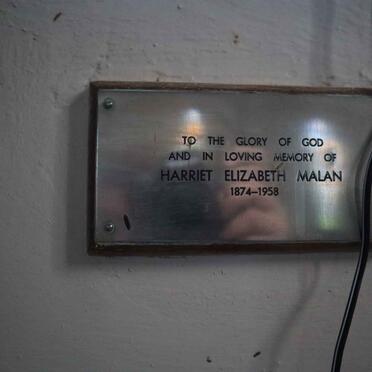 TO THE GLORY OF GOD
AND IN LOVING MEMORY OF
HARRIET ELIZABETH MALAN
1874–1958